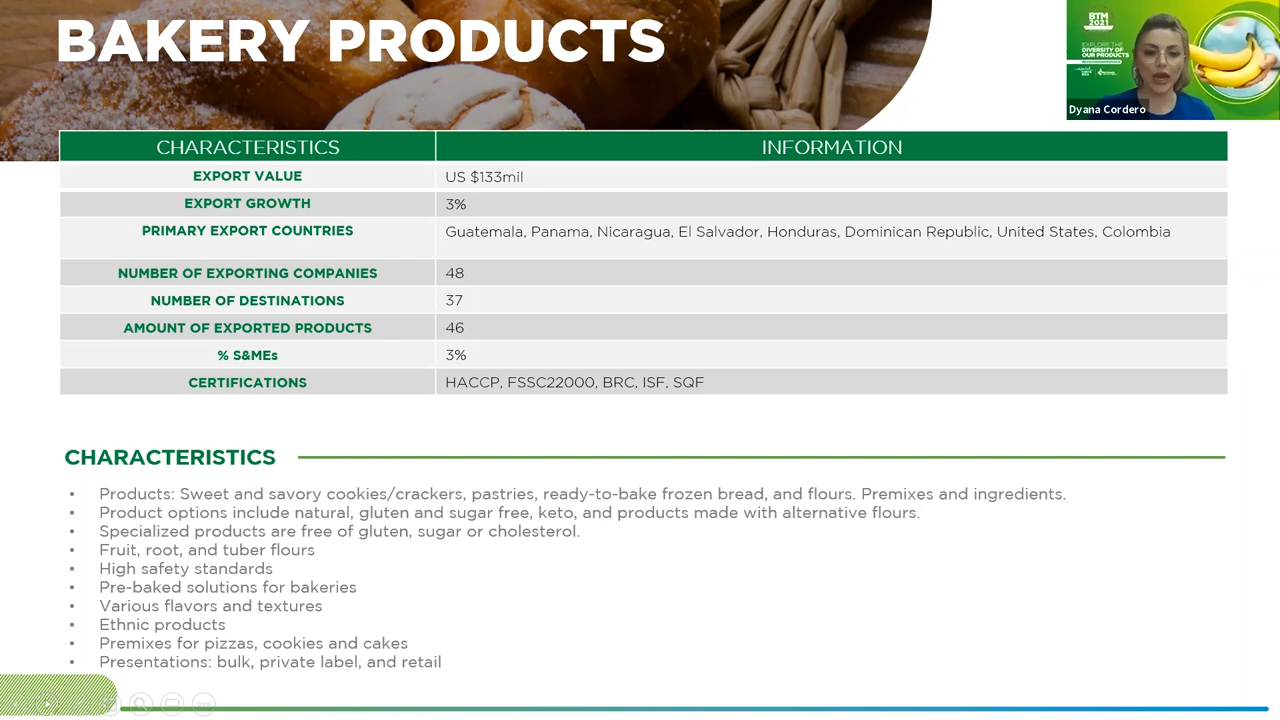 BAKERY PRODUCTS
BTM
2021
EXPLORE THE
DIVERSITY OF
OUR PRODUCTS
Dyana Cordero
CHARACTERISTICS INFORMATION
EXPORT VALUE US $133mil
EXPORT GROWTH 3%
PRIMARY EXPORT COUNTRIES Guatemala, Panama, Nicaragua, El Salvador, Honduras, Dominican Republic, United States, Colombia
NUMBER OF EXPORTING COMPANIES 48
NUMBER OF DESTINATIONS 37
AMOUNT OF EXPORTED PRODUCTS 46
% S&MEs 3%
CERTIFICATIONS HACCP, FSSC22000, BRC, ISF, SQF
CHARACTERISTICS
• Products: Sweet and savory cookies/crackers, pastries, ready-to-bake frozen bread, and flours. Premixes and ingredients.
• Product options include natural, gluten and sugar free, keto, and products made with alternative flours.
• Specialized products are free of gluten, sugar or cholesterol.
• Fruit, root, and tuber flours
• High safety standards
• Pre-baked solutions for bakeries
• Various flavors and textures
• Ethnic products
• Premixes for pizzas, cookies and cakes
• Presentations: bulk, private label, and retail